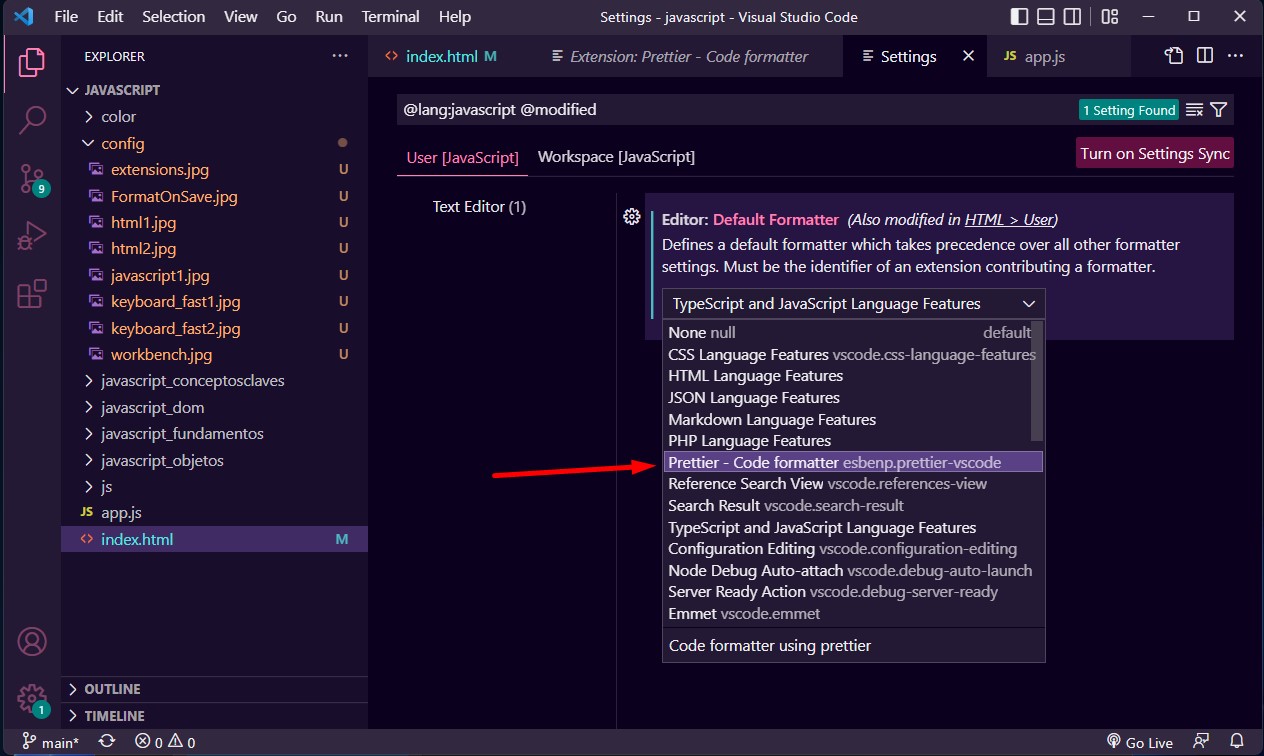 File Edit Selection View Go Run Terminal Help
Settings - javascript - Visual Studio Code
EXPLORER
JAVASCRIPT
color
config
extensions.jpg U
FormatOnSave.jpg U
html1.jpg U
html2.jpg U
javascript1.jpg U
keyboard_fast1.jpg U
keyboard_fast2.jpg U
workbench.jpg U
javascript_conceptosclaves
javascript_dom
javascript_fundamentos
javascript_objetos
js
JS app.js
<> index.html M
OUTLINE
TIMELINE
9
1
<> index.html M
Extension: Prettier - Code formatter
Settings
JS app.js
@lang:javascript @modified
1 Setting Found
User [JavaScript] Workspace [JavaScript]
Turn on Settings Sync
Text Editor (1)
Editor: Default Formatter (Also modified in HTML > User)
Defines a default formatter which takes precedence over all other formatter
settings. Must be the identifier of an extension contributing a formatter.
TypeScript and JavaScript Language Features
None null default
CSS Language Features vscode.css-language-features
HTML Language Features
JSON Language Features
Markdown Language Features
PHP Language Features
Prettier - Code formatter esbenp.prettier-vscode
Reference Search View vscode.references-view
Search Result vscode.search-result
TypeScript and JavaScript Language Features
Configuration Editing vscode.configuration-editing
Node Debug Auto-attach vscode.debug-auto-launch
Server Ready Action vscode.debug-server-ready
Emmet vscode.emmet
Code formatter using prettier
main* 0 0
Go Live